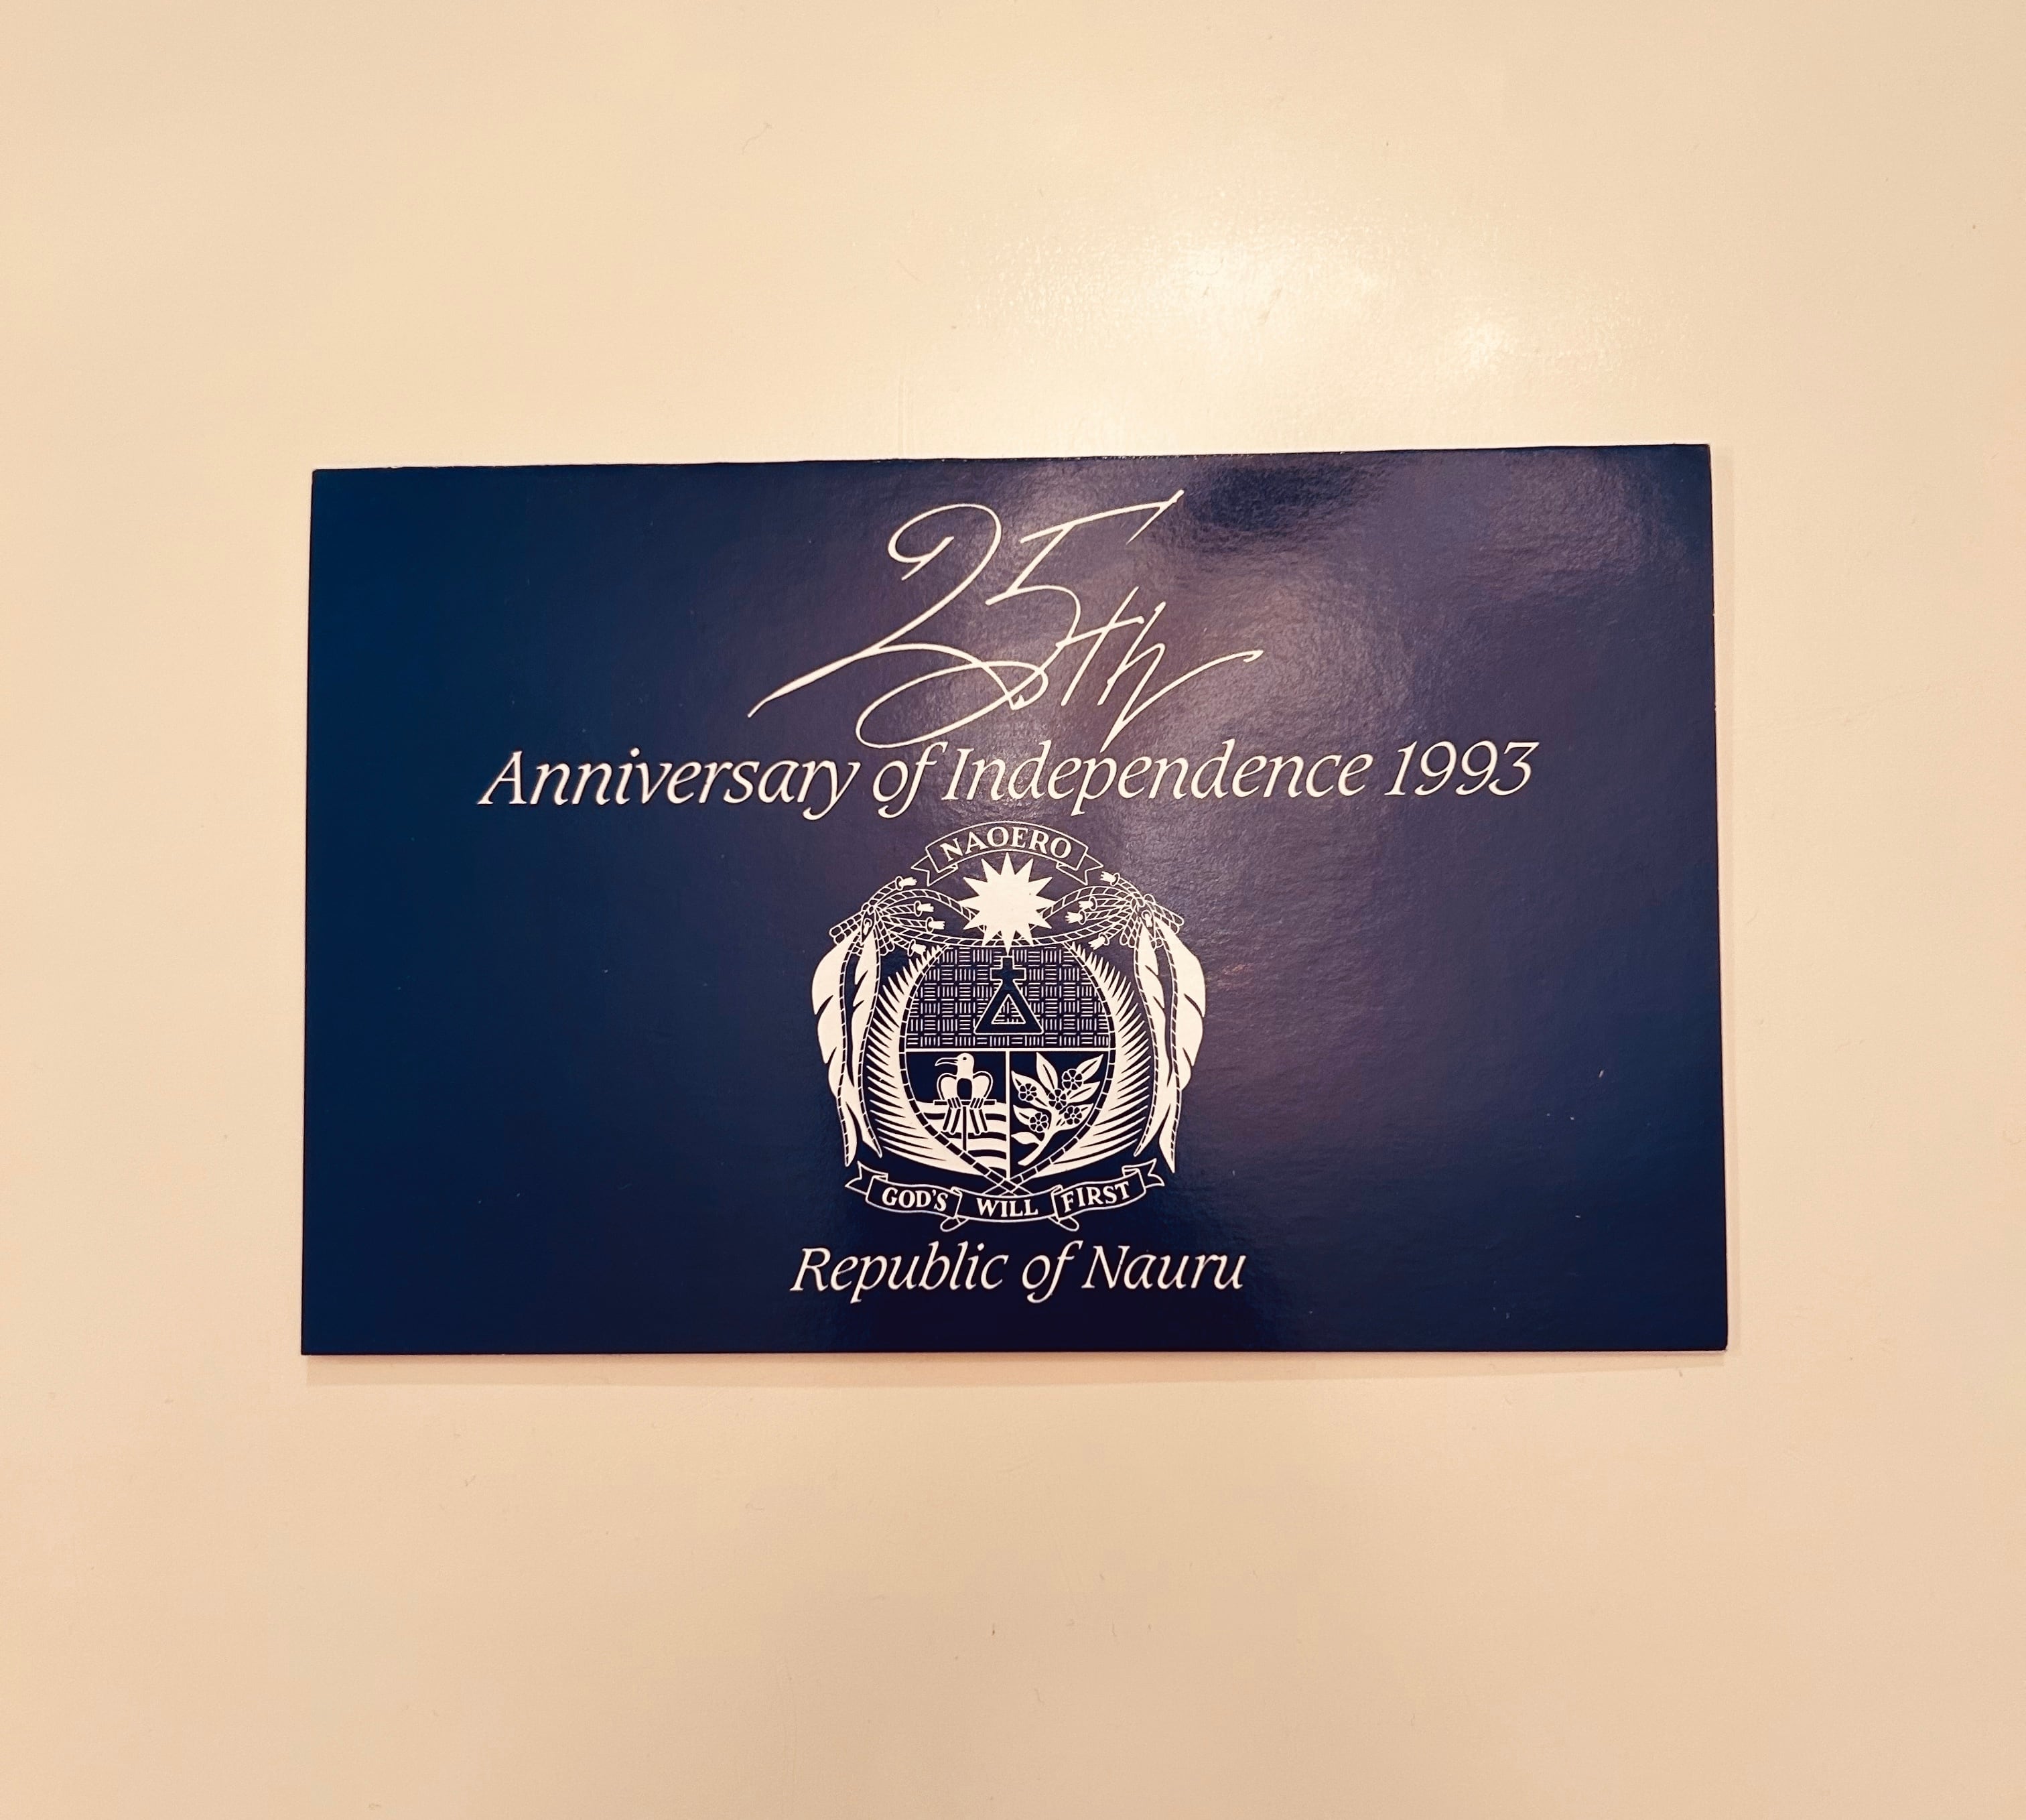 25th
Anniversary of Independence 1993
NAOERO
GOD'S WILL FIRST
Republic of Nauru